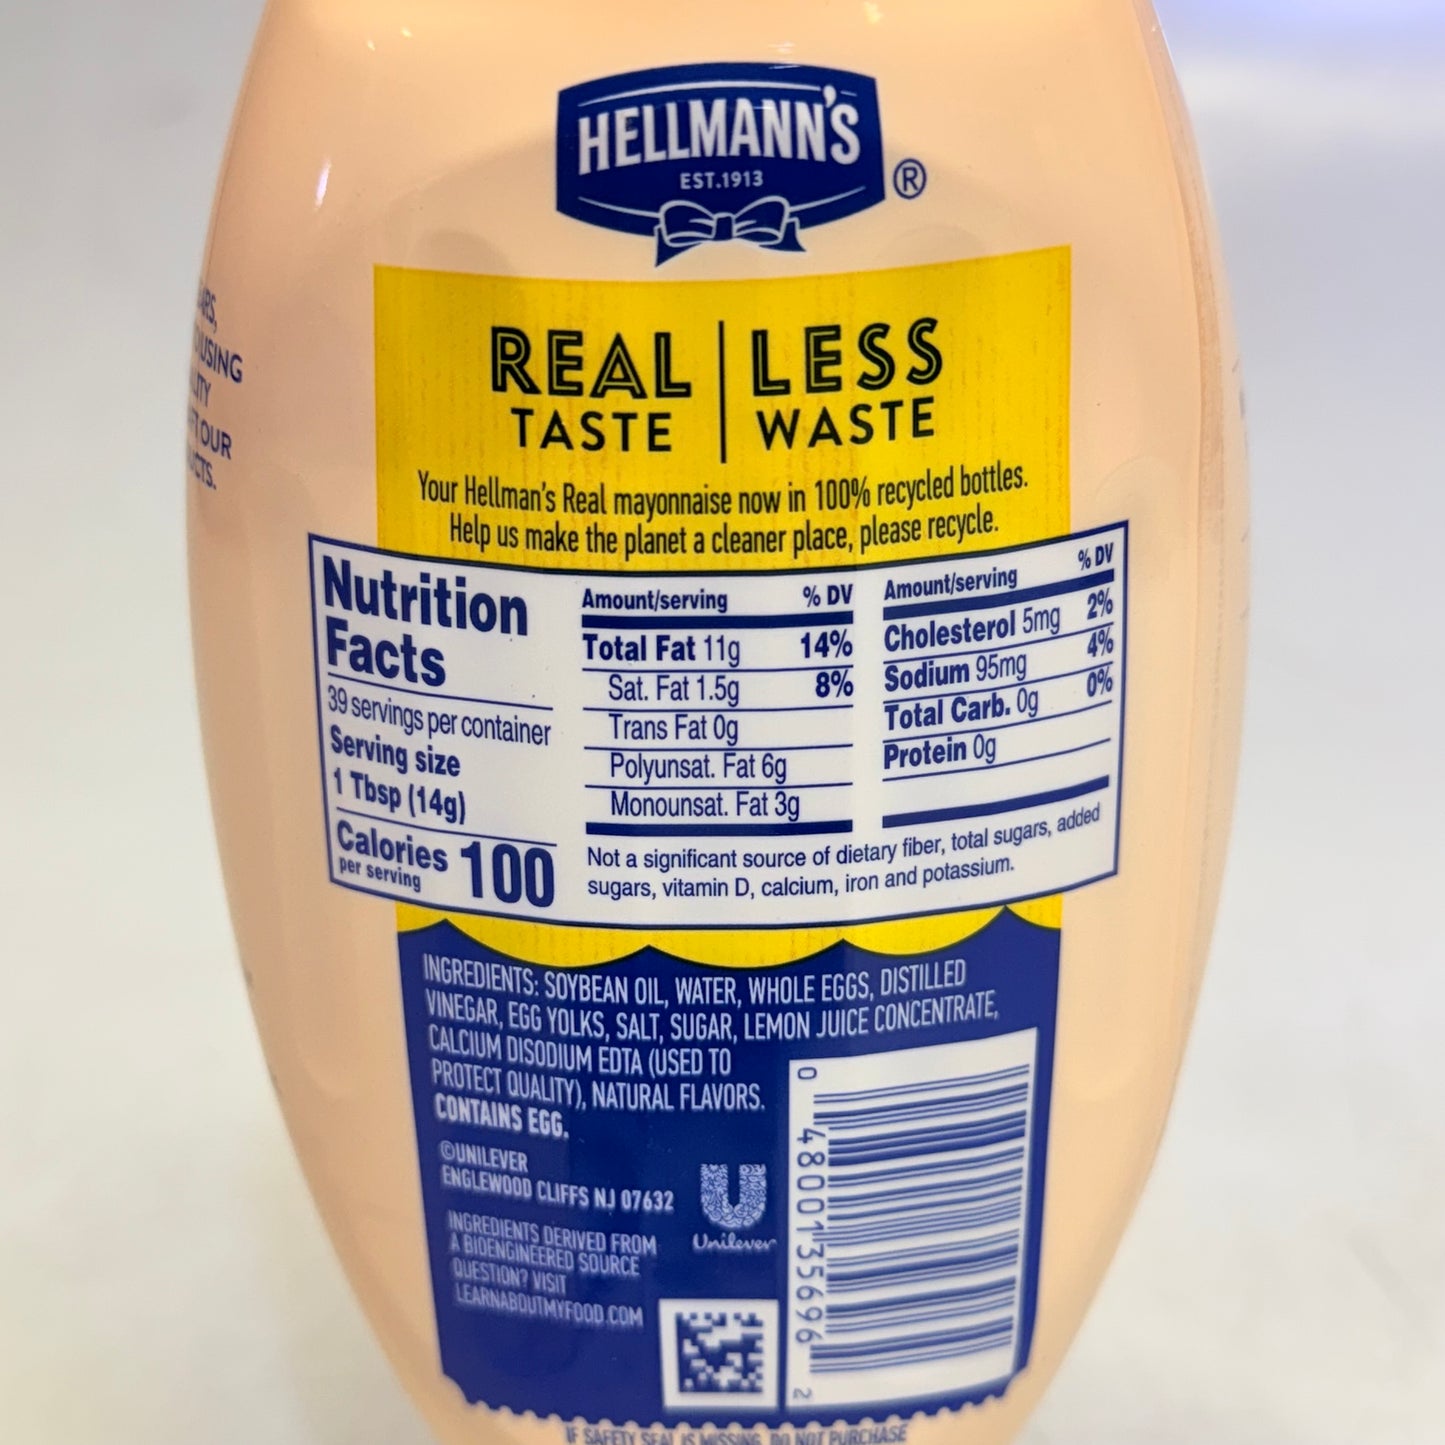 HELLMANN'S
EST.1913
®
REAL TASTE
LESS WASTE
Your Hellman's Real mayonnaise now in 100% recycled bottles.
Help us make the planet a cleaner place, please recycle.
Nutrition
Facts
39 servings per container
Serving size
1 Tbsp (14g)
Calories 100
per serving
Amount/serving % DV
Total Fat 11g 14%
Sat. Fat 1.5g 8%
Trans Fat 0g
Polyunsat. Fat 6g
Monounsat. Fat 3g
Amount/serving % DV
Cholesterol 5mg 2%
Sodium 95mg 4%
Total Carb. 0g 0%
Protein 0g
Not a significant source of dietary fiber, total sugars, added
sugars, vitamin D, calcium, iron and potassium.
INGREDIENTS: SOYBEAN OIL, WATER, WHOLE EGGS, DISTILLED
VINEGAR, EGG YOLKS, SALT, SUGAR, LEMON JUICE CONCENTRATE,
CALCIUM DISODIUM EDTA (USED TO
PROTECT QUALITY), NATURAL FLAVORS.
CONTAINS EGG.
©UNILEVER
ENGLEWOOD CLIFFS NJ 07632
Unilever
INGREDIENTS DERIVED FROM
A BIOENGINEERED SOURCE
QUESTION? VISIT
LEARNABOUTMYFOOD.COM
0 48001 35696 2
IF SAFETY SEAL IS MISSING, DO NOT PURCHASE
USING
OUR